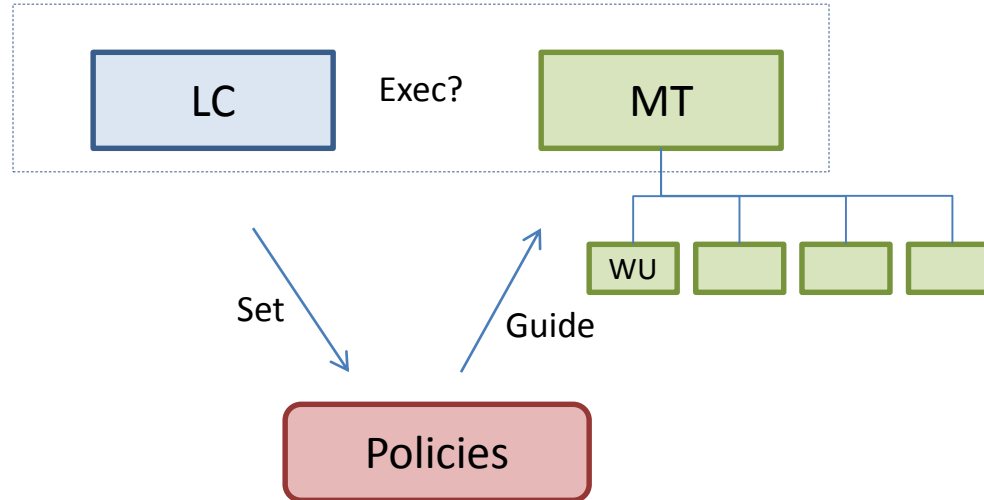 LC
Exec?
MT
WU
Set
Guide
Policies